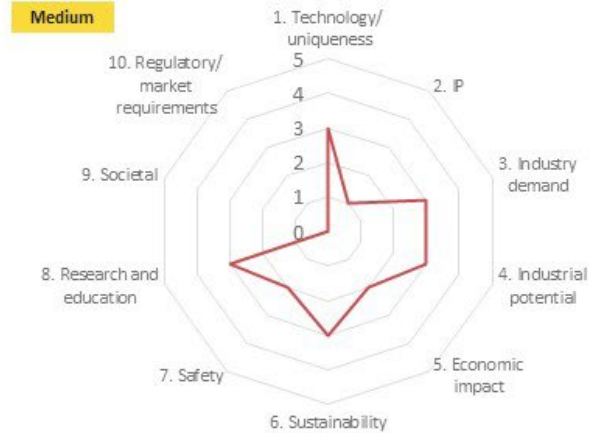 Medium
1. Technology/
uniqueness
10. Regulatory/
market
requirements
2. IP
9. Societal
3. Industry
demand
8. Research and
education
4. Industrial
potential
7. Safety
5. Economic
impact
6. Sustainability
5
4
3
2
1
0